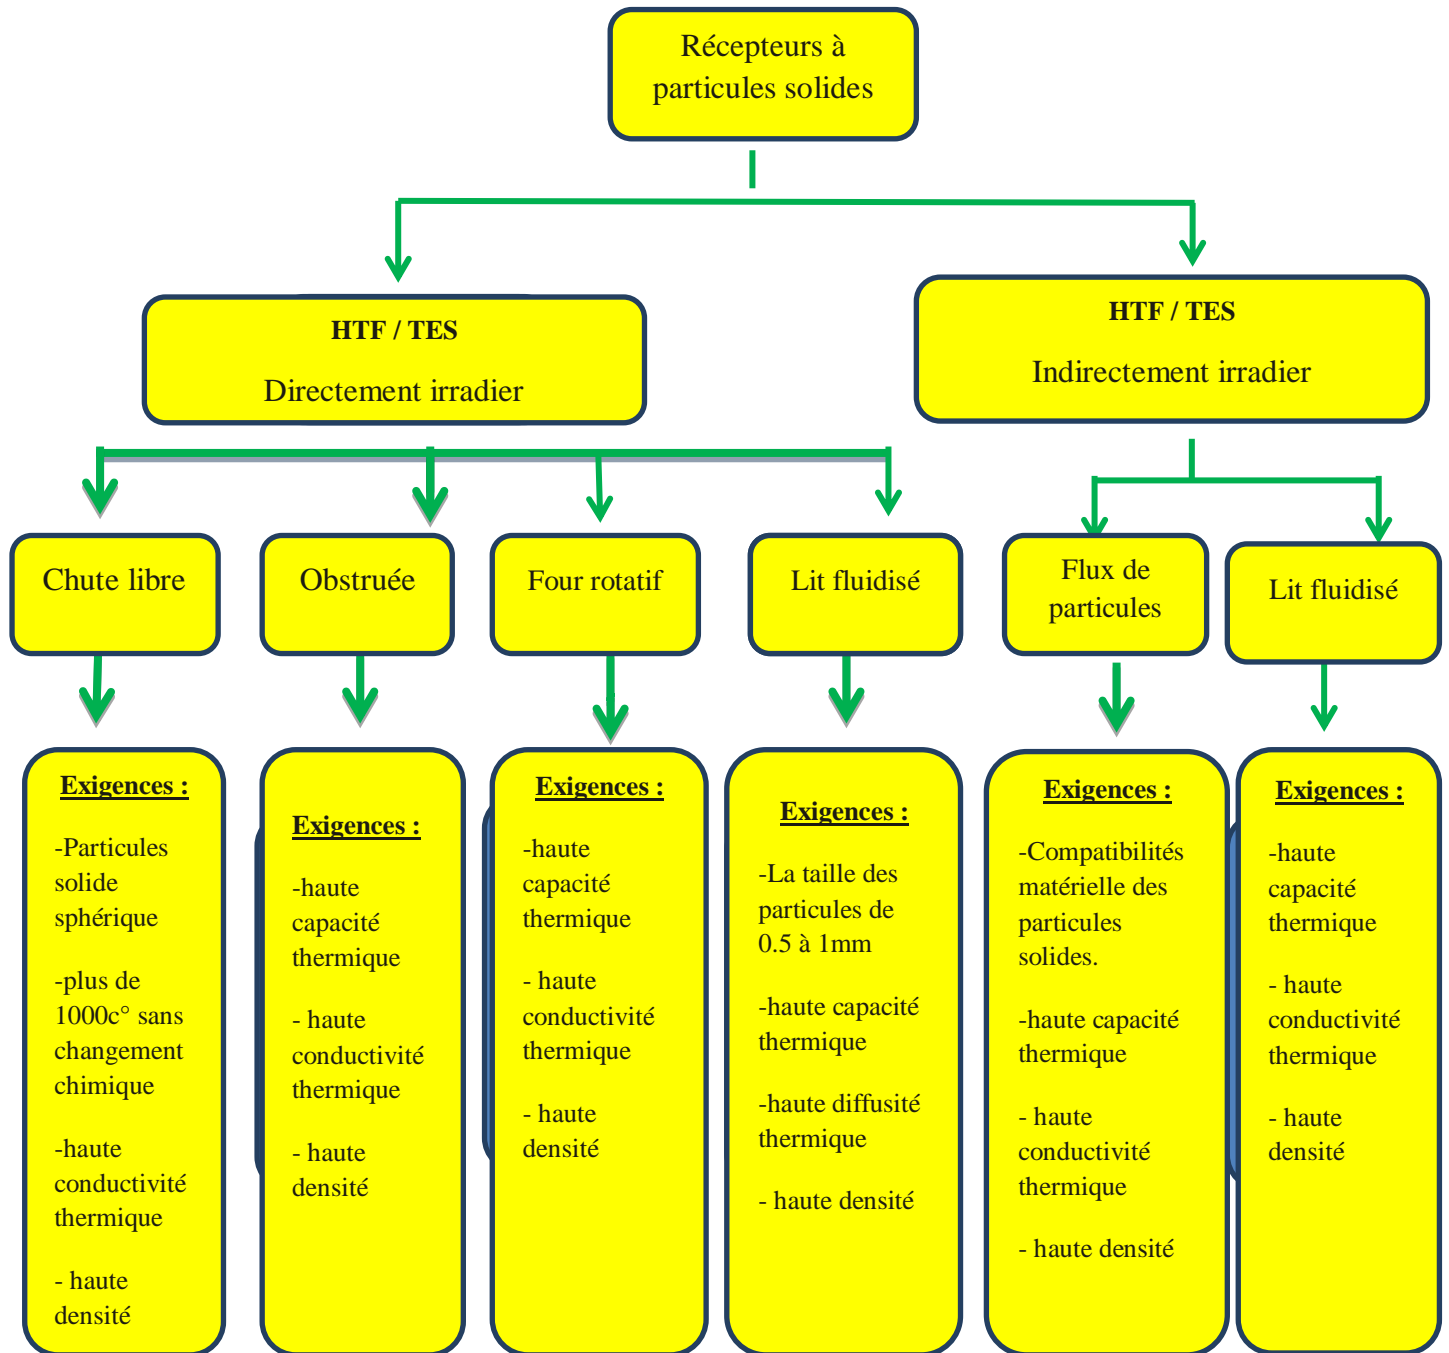 Récepteurs à
particules solides
HTF / TES
Directement irradier
HTF / TES
Indirectement irradier
Chute libre
Obstruée
Four rotatif
Lit fluidisé
Flux de
particules
Lit fluidisé
Exigences :
-Particules
solide
sphérique
-plus de
1000c° sans
changement
chimique
-haute
conductivité
thermique
- haute
densité
Exigences :
-haute
capacité
thermique
- haute
conductivité
thermique
- haute
densité
Exigences :
-haute
capacité
thermique
- haute
conductivité
thermique
- haute
densité
Exigences :
-La taille des
particules de
0.5 à 1mm
-haute capacité
thermique
-haute diffusité
thermique
- haute densité
Exigences :
-Compatibilités
matérielle des
particules
solides.
-haute capacité
thermique
- haute
conductivité
thermique
- haute densité
Exigences :
-haute
capacité
thermique
- haute
conductivité
thermique
- haute
densité